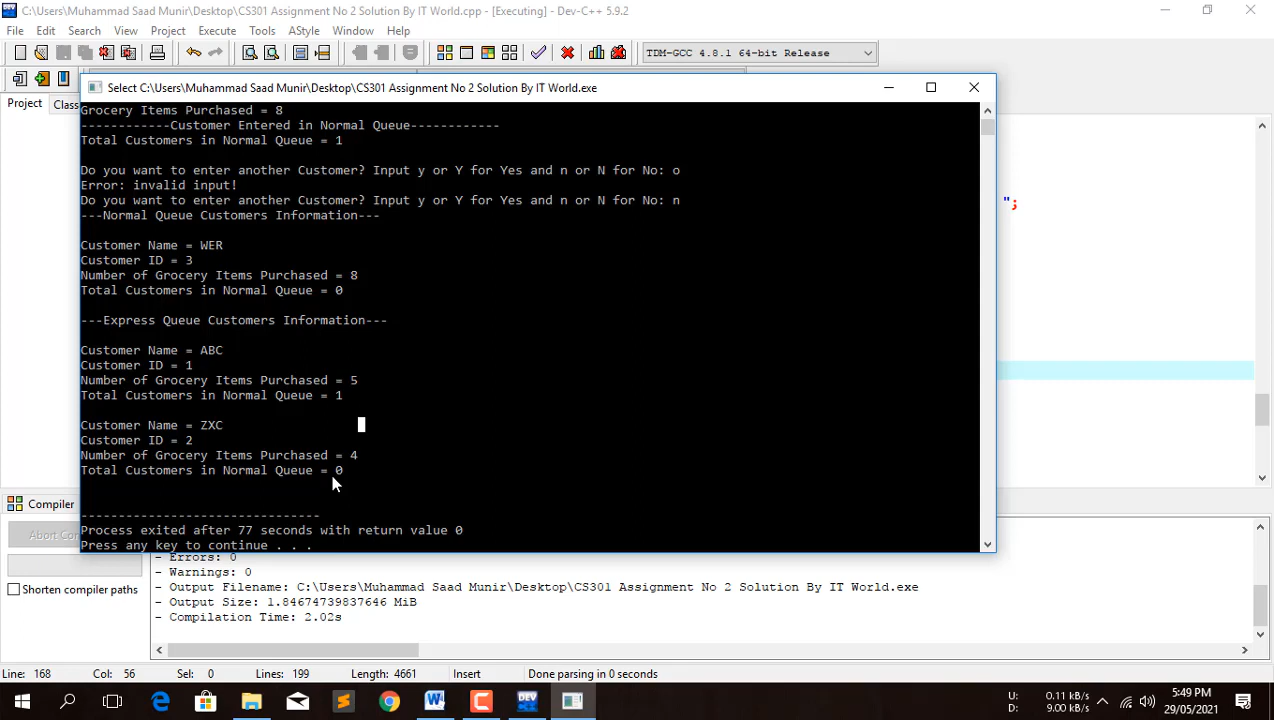 C:\Users\Muhammad Saad Munir\Desktop\CS301 Assignment No 2 Solution By IT World.cpp - [Executing] - Dev-C++ 5.9.2
File Edit Search View Project Execute Tools AStyle Window Help
TDM-GCC 4.8.1 64-bit Release
Project Class
Select C:\Users\Muhammad Saad Munir\Desktop\CS301 Assignment No 2 Solution By IT World.exe
Grocery Items Purchased = 8
------------Customer Entered in Normal Queue------------
Total Customers in Normal Queue = 1
Do you want to enter another Customer? Input y or Y for Yes and n or N for No: o
Error: invalid input!
Do you want to enter another Customer? Input y or Y for Yes and n or N for No: n
";
---Normal Queue Customers Information---
Customer Name = WER
Customer ID = 3
Number of Grocery Items Purchased = 8
Total Customers in Normal Queue = 0
---Express Queue Customers Information---
Customer Name = ABC
Customer ID = 1
Number of Grocery Items Purchased = 5
Total Customers in Normal Queue = 1
Customer Name = ZXC
Customer ID = 2
Number of Grocery Items Purchased = 4
Total Customers in Normal Queue = 0
--------------------------------
Process exited after 77 seconds with return value 0
Press any key to continue . . .
Compiler
Abort Con
Shorten compiler paths
- Errors: 0
- Warnings: 0
- Output Filename: C:\Users\Muhammad Saad Munir\Desktop\CS301 Assignment No 2 Solution By IT World.exe
- Output Size: 1.84674739837646 MiB
- Compilation Time: 2.02s
Line: 168 Col: 56 Sel: 0 Lines: 199 Length: 4661 Insert Done parsing in 0 seconds
U: 0.11 kB/s
D: 9.00 kB/s
5:49 PM
29/05/2021